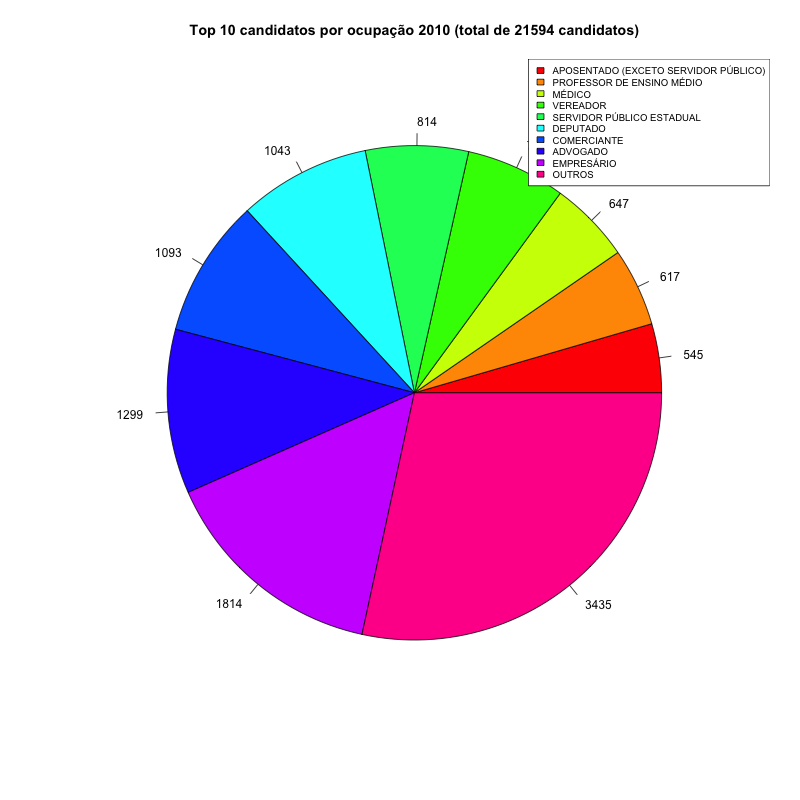 Top 10 candidatos por ocupação 2010 (total de 21594 candidatos)
APOSENTADO (EXCETO SERVIDOR PÚBLICO)
PROFESSOR DE ENSINO MÉDIO
MÉDICO
VEREADOR
SERVIDOR PÚBLICO ESTADUAL
DEPUTADO
COMERCIANTE
ADVOGADO
EMPRESÁRIO
OUTROS
814
1043
647
1093
617
545
1299
1814
3435